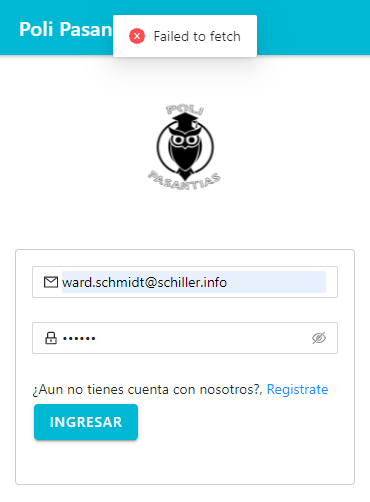 Poli Pasan
Failed to fetch
POLI
PASANTIAS
ward.schmidt@schiller.info
••••••
¿Aun no tienes cuenta con nosotros?, Registrate
INGRESAR